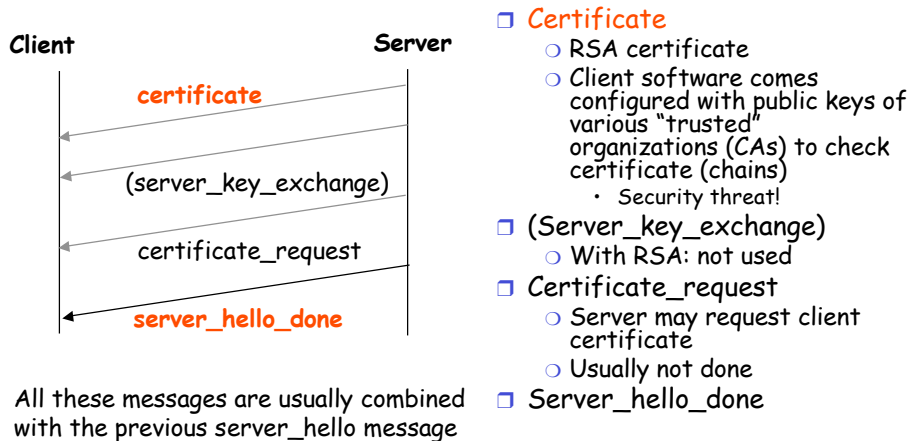 Client
Server
certificate
(server_key_exchange)
certificate_request
server_hello_done
All these messages are usually combined
with the previous server_hello message
Certificate
RSA certificate
Client software comes
configured with public keys of
various “trusted”
organizations (CAs) to check
certificate (chains)
• Security threat!
(Server_key_exchange)
With RSA: not used
Certificate_request
Server may request client
certificate
Usually not done
Server_hello_done